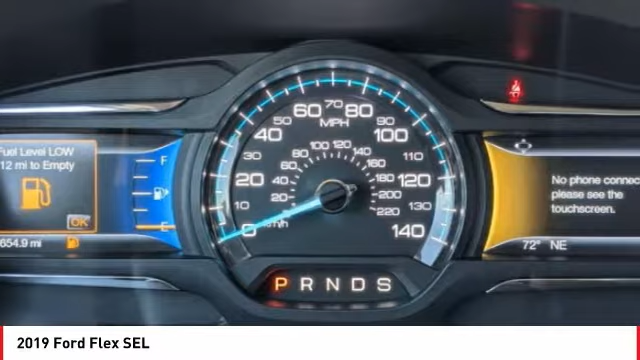 Fuel Level LOW
12 mi to Empty
OK
654.9 mi
F
E
0 10 20 30 40 50 60 70 80 90 100 110 120 130 140
MPH
20 40 60 80 100 120 140 160 180 200 220
km/h
P R N D S
No phone connec
please see the
touchscreen.
72° NE
2019 Ford Flex SEL